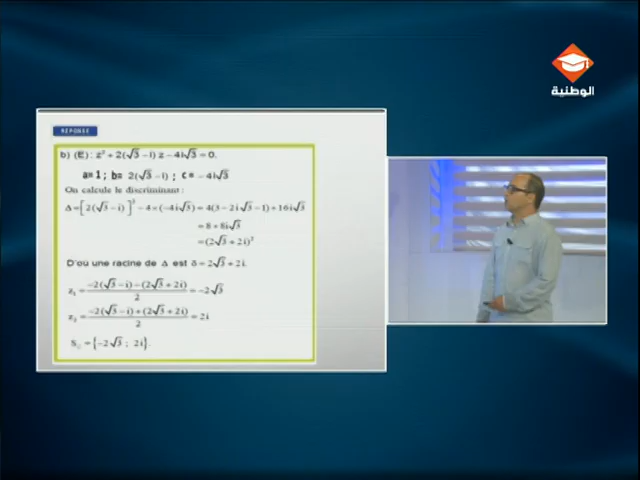 الوطنية
RÉPONSE
b) (E) : z² + 2(√3 − i) z − 4i√3 = 0.
a= 1 ; b= 2(√3 − i) ; c = − 4i√3
On calcule le discriminant :
Δ = [2(√3 − i)]² − 4 × (−4i√3) = 4(3 − 2i√3 − 1) + 16i√3
= 8 + 8i√3
= (2√3 + 2i)²
D'où une racine de Δ est δ = 2√3 + 2i.
z₁ = (−2(√3 − i) − (2√3 + 2i)) / 2 = −2√3
z₂ = (−2(√3 − i) + (2√3 + 2i)) / 2 = 2i
S_ℂ = {−2√3 ; 2i}.